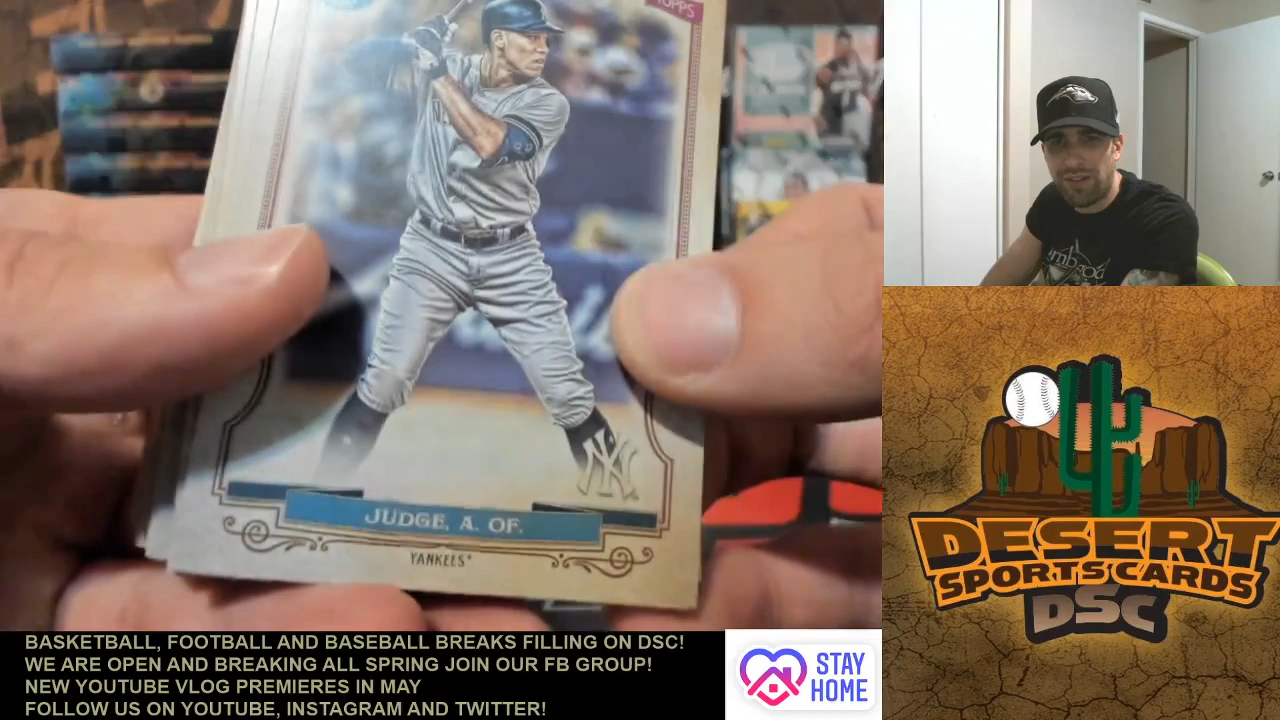 TOPPS
NY
JUDGE, A. OF.
YANKEES
BASKETBALL, FOOTBALL AND BASEBALL BREAKS FILLING ON DSC!
WE ARE OPEN AND BREAKING ALL SPRING JOIN OUR FB GROUP!
NEW YOUTUBE VLOG PREMIERES IN MAY
FOLLOW US ON YOUTUBE, INSTAGRAM AND TWITTER!
STAY
HOME
DESERT
SPORTS CARDS
DSC